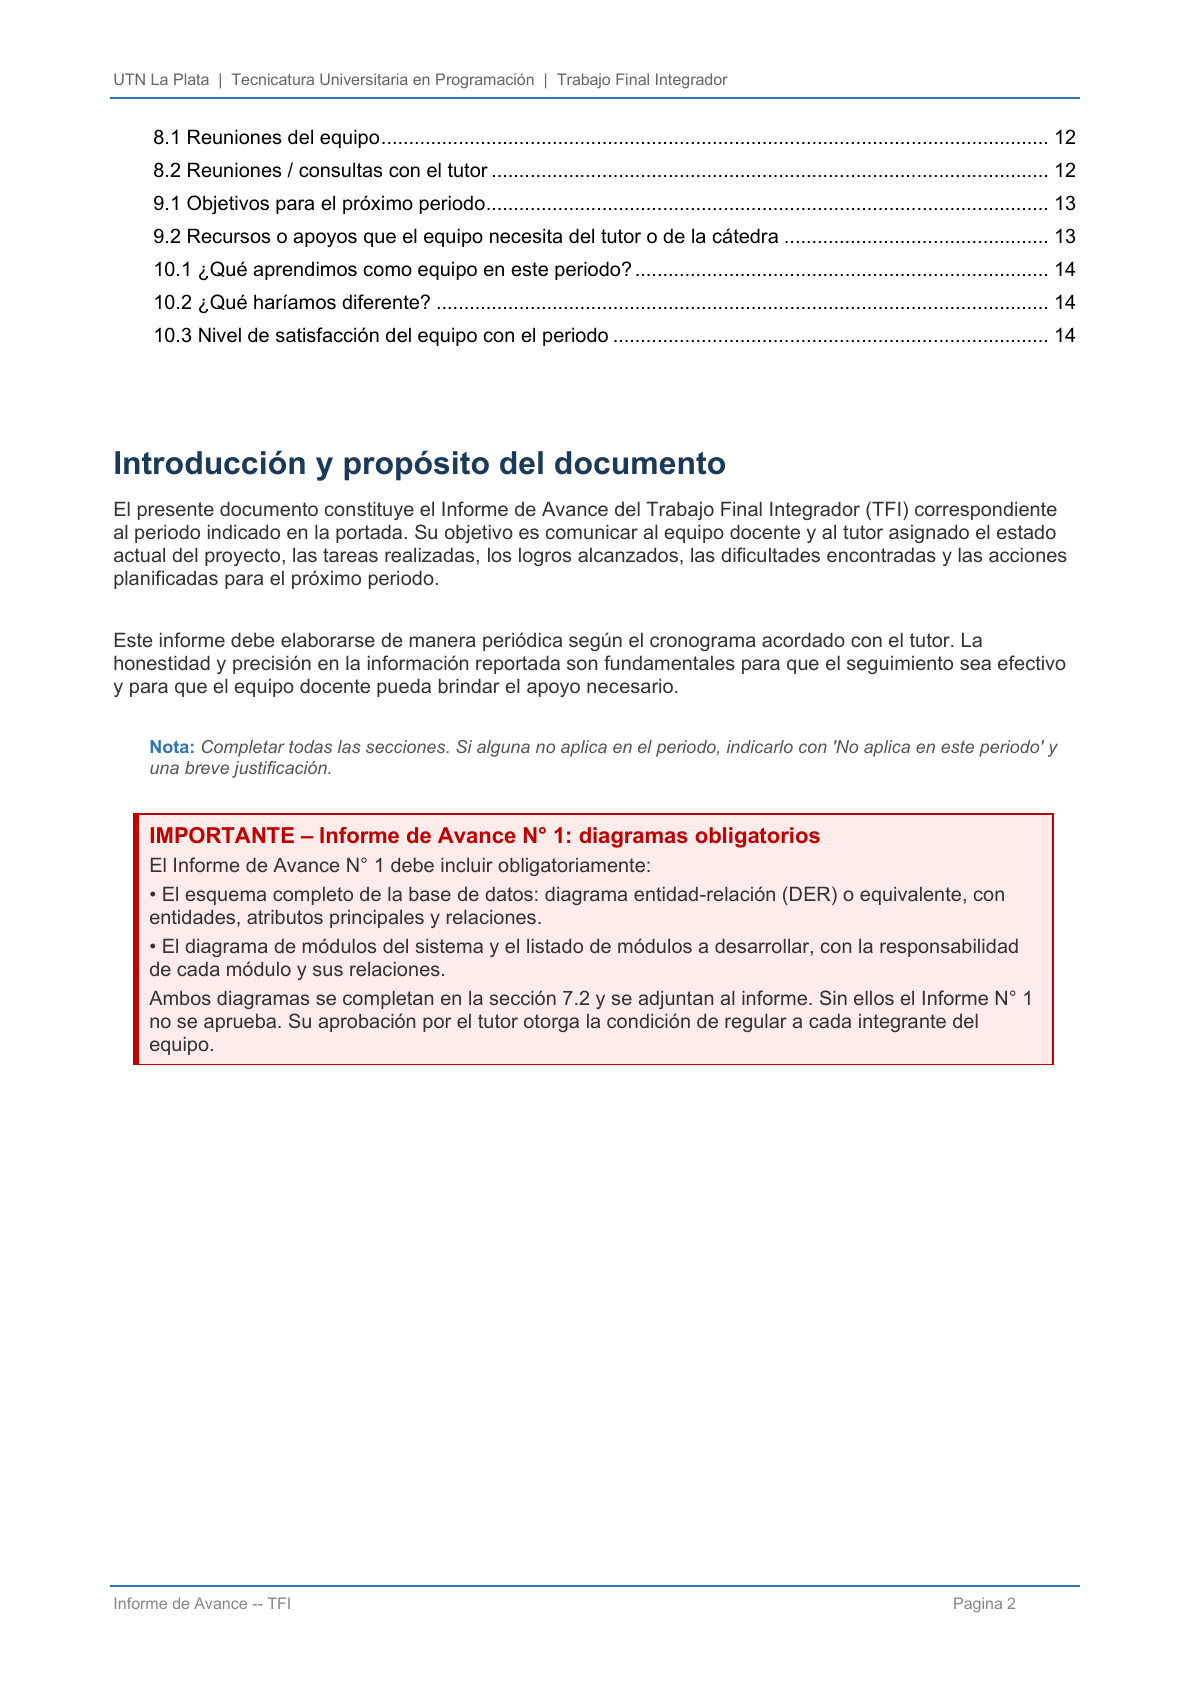 UTN La Plata | Tecnicatura Universitaria en Programación | Trabajo Final Integrador
8.1 Reuniones del equipo........................................................................................................................ 12
8.2 Reuniones / consultas con el tutor .................................................................................................... 12
9.1 Objetivos para el próximo periodo..................................................................................................... 13
9.2 Recursos o apoyos que el equipo necesita del tutor o de la cátedra ................................................ 13
10.1 ¿Qué aprendimos como equipo en este periodo? .......................................................................... 14
10.2 ¿Qué haríamos diferente? .............................................................................................................. 14
10.3 Nivel de satisfacción del equipo con el periodo .............................................................................. 14
Introducción y propósito del documento
El presente documento constituye el Informe de Avance del Trabajo Final Integrador (TFI) correspondiente
al periodo indicado en la portada. Su objetivo es comunicar al equipo docente y al tutor asignado el estado
actual del proyecto, las tareas realizadas, los logros alcanzados, las dificultades encontradas y las acciones
planificadas para el próximo periodo.
Este informe debe elaborarse de manera periódica según el cronograma acordado con el tutor. La
honestidad y precisión en la información reportada son fundamentales para que el seguimiento sea efectivo
y para que el equipo docente pueda brindar el apoyo necesario.
Nota: Completar todas las secciones. Si alguna no aplica en el periodo, indicarlo con 'No aplica en este periodo' y
una breve justificación.
IMPORTANTE – Informe de Avance N° 1: diagramas obligatorios
El Informe de Avance N° 1 debe incluir obligatoriamente:
• El esquema completo de la base de datos: diagrama entidad-relación (DER) o equivalente, con
entidades, atributos principales y relaciones.
• El diagrama de módulos del sistema y el listado de módulos a desarrollar, con la responsabilidad
de cada módulo y sus relaciones.
Ambos diagramas se completan en la sección 7.2 y se adjuntan al informe. Sin ellos el Informe N° 1
no se aprueba. Su aprobación por el tutor otorga la condición de regular a cada integrante del
equipo.
Informe de Avance -- TFI
Pagina 2